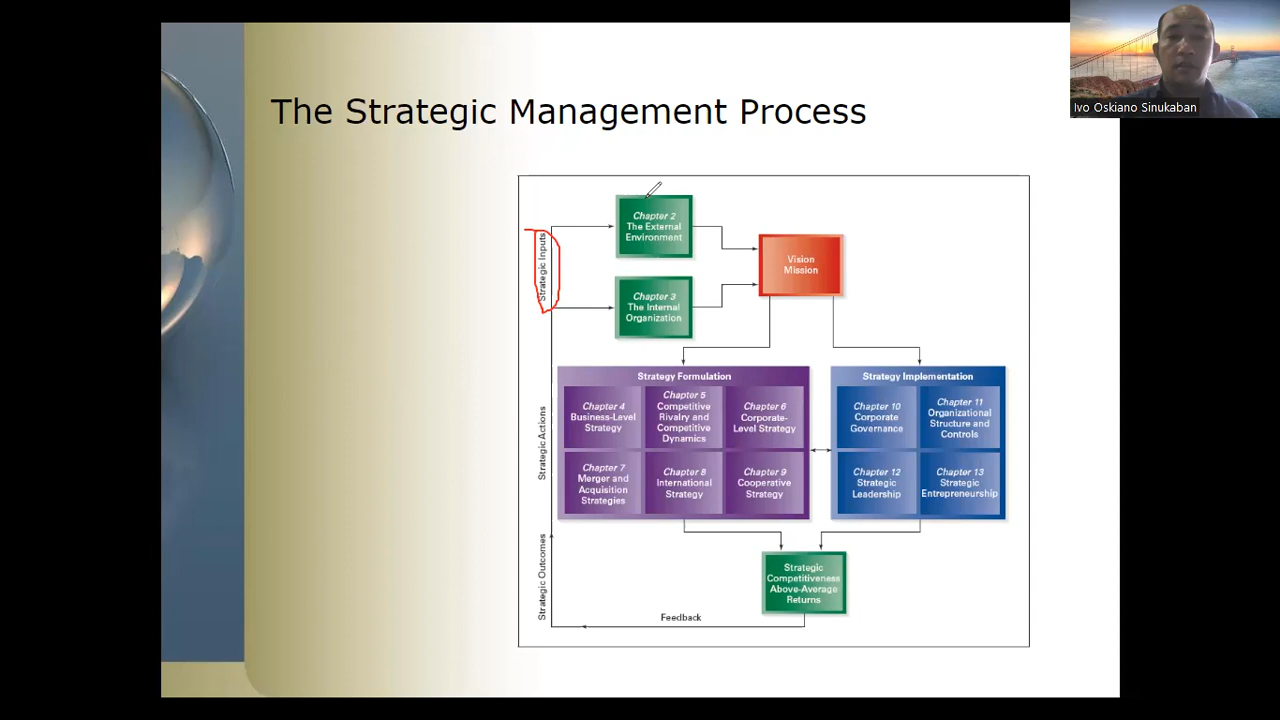 Ivo Oskiano Sinukaban
The Strategic Management Process
Strategic Inputs
Chapter 2
The External
Environment
Chapter 3
The Internal
Organization
Vision
Mission
Strategic Actions
Strategy Formulation
Chapter 4
Business-Level
Strategy
Chapter 5
Competitive
Rivalry and
Competitive
Dynamics
Chapter 6
Corporate-
Level Strategy
Chapter 7
Merger and
Acquisition
Strategies
Chapter 8
International
Strategy
Chapter 9
Cooperative
Strategy
Strategy Implementation
Chapter 10
Corporate
Governance
Chapter 11
Organizational
Structure and
Controls
Chapter 12
Strategic
Leadership
Chapter 13
Strategic
Entrepreneurship
Strategic Outcomes
Strategic
Competitiveness
Above-Average
Returns
Feedback